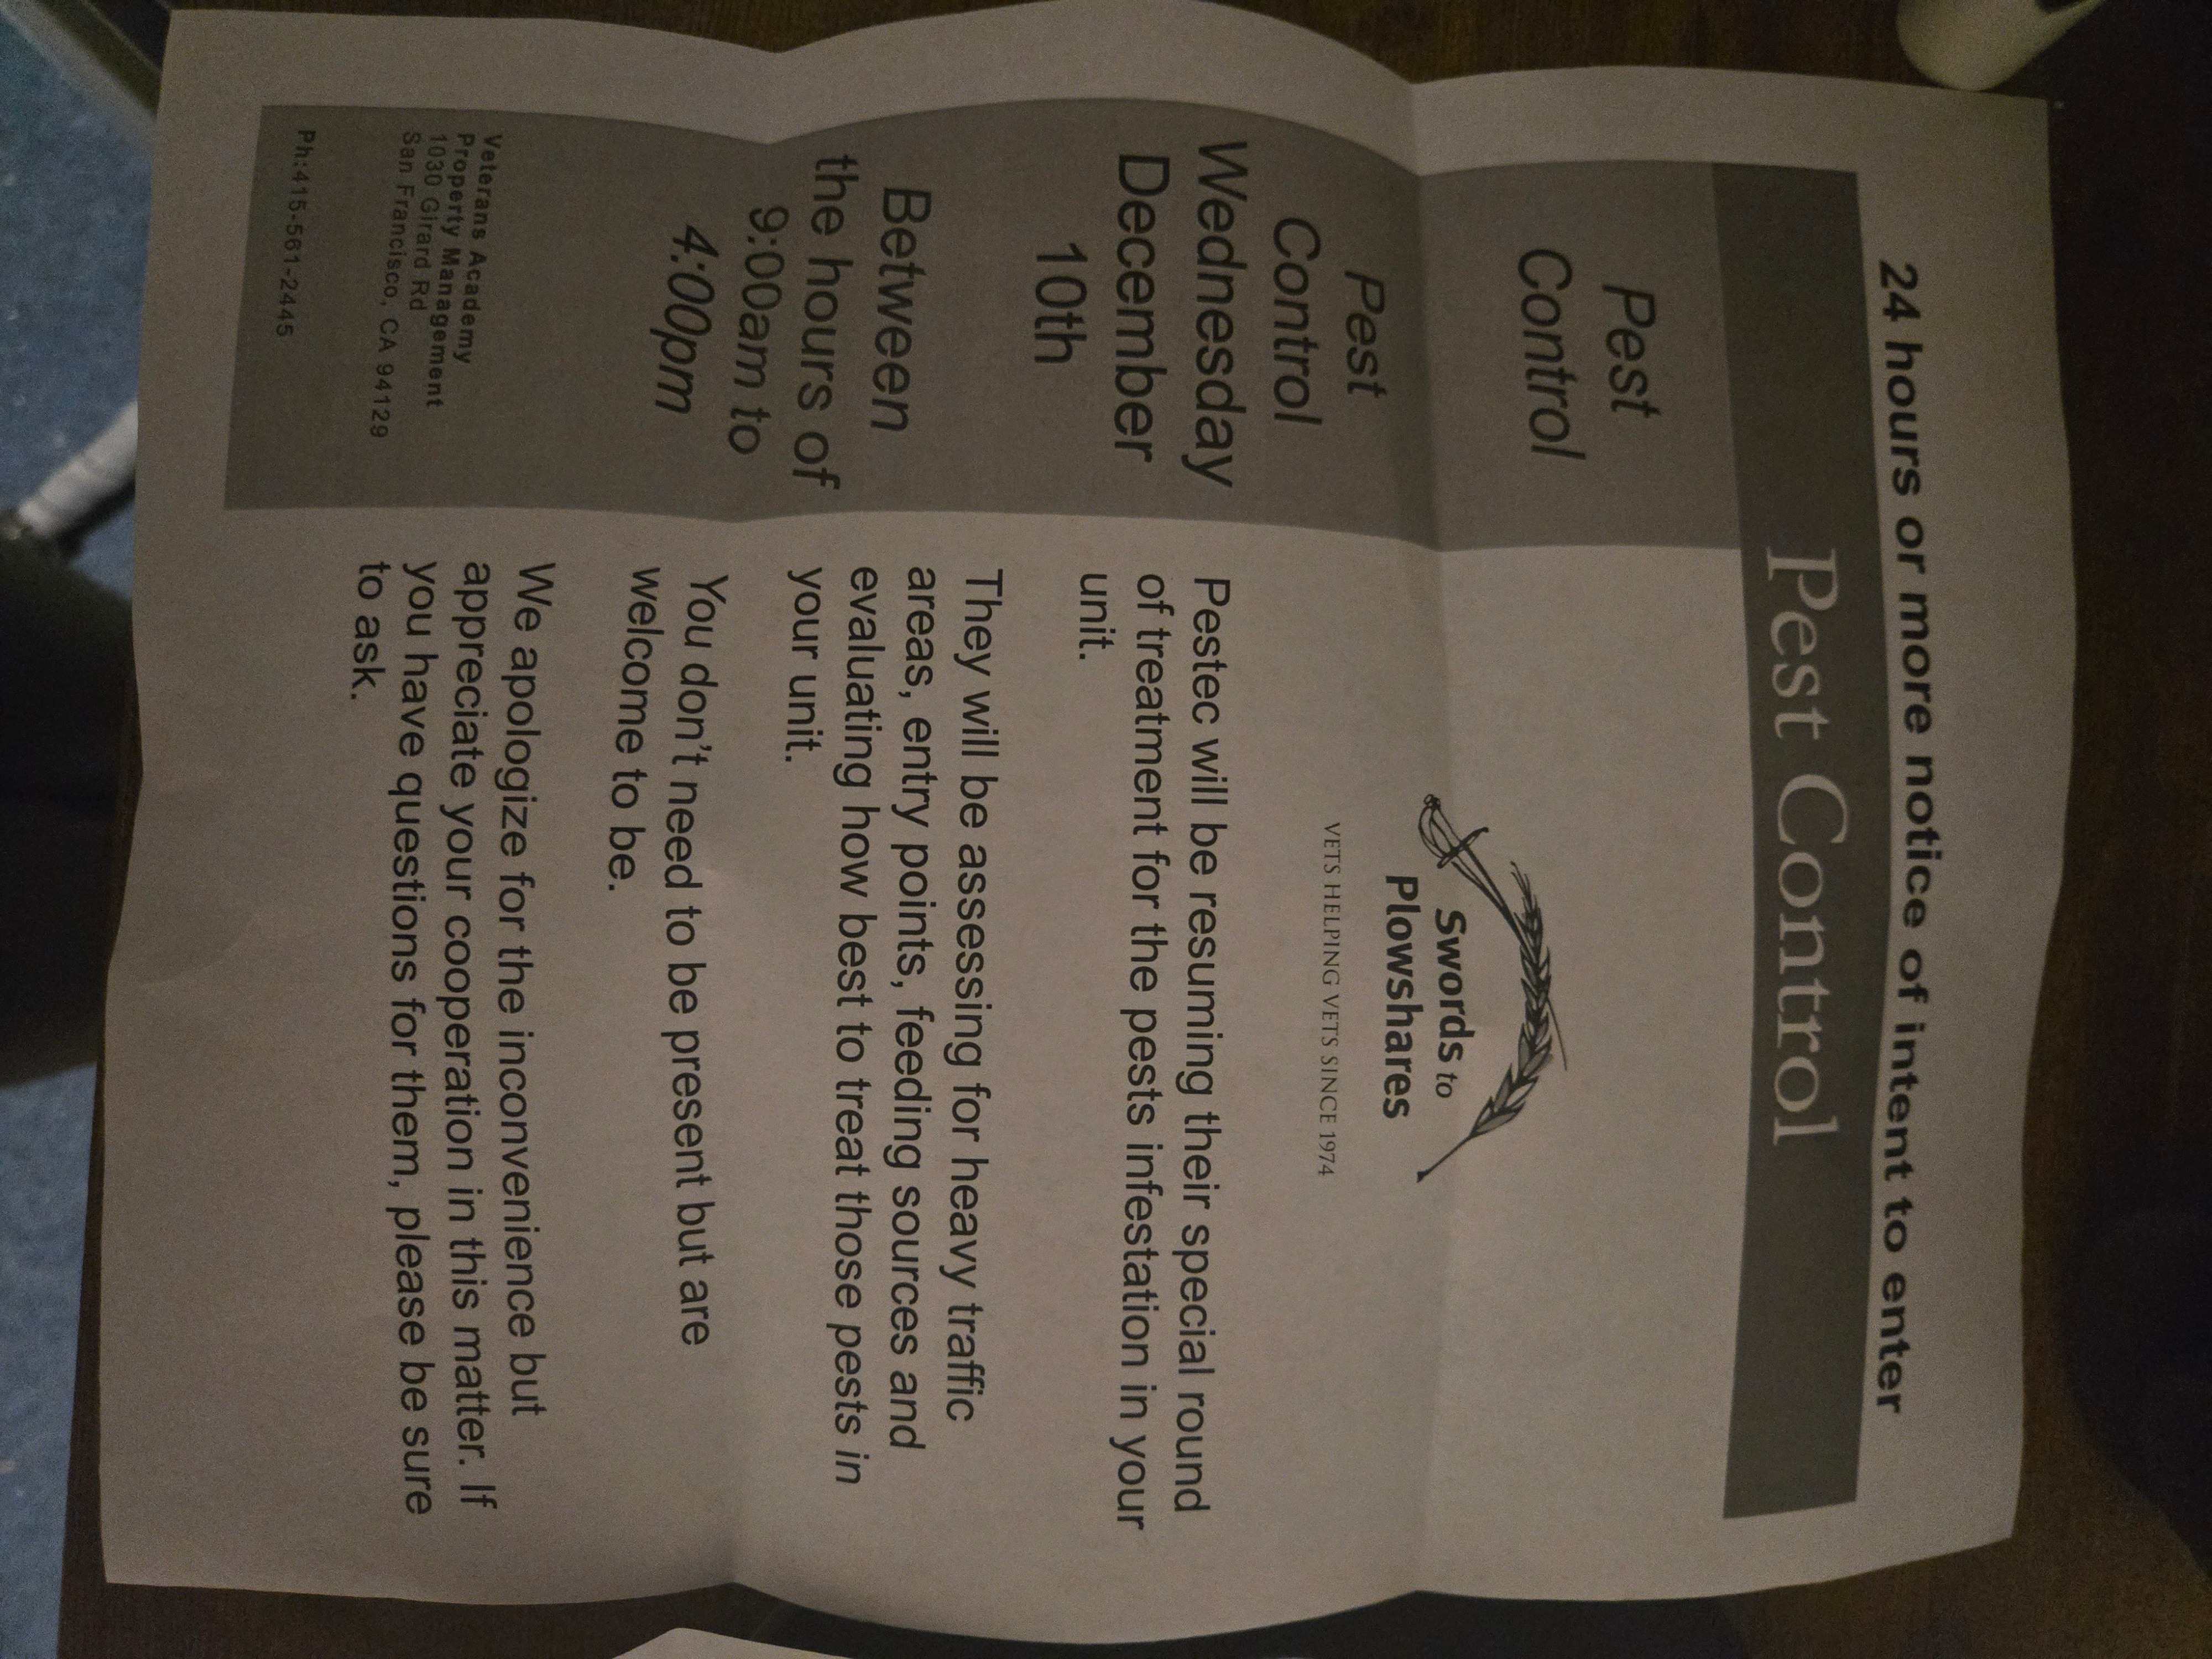 24 hours or more notice of intent to enter
Pest Control
Pest
Control
Pest
Control
Wednesday
December
10th
Between
the hours of
9:00am to
4:00pm
Veterans Academy
Property Management
1030 Girard Rd
San Francisco, CA 94129
Ph:415-561-2445
Swords to
Plowshares
VETS HELPING VETS SINCE 1974
Pestec will be resuming their special round
of treatment for the pests infestation in your
unit.
They will be assessing for heavy traffic
areas, entry points, feeding sources and
evaluating how best to treat those pests in
your unit.
You don't need to be present but are
welcome to be.
We apologize for the inconvenience but
appreciate your cooperation in this matter. If
you have questions for them, please be sure
to ask.